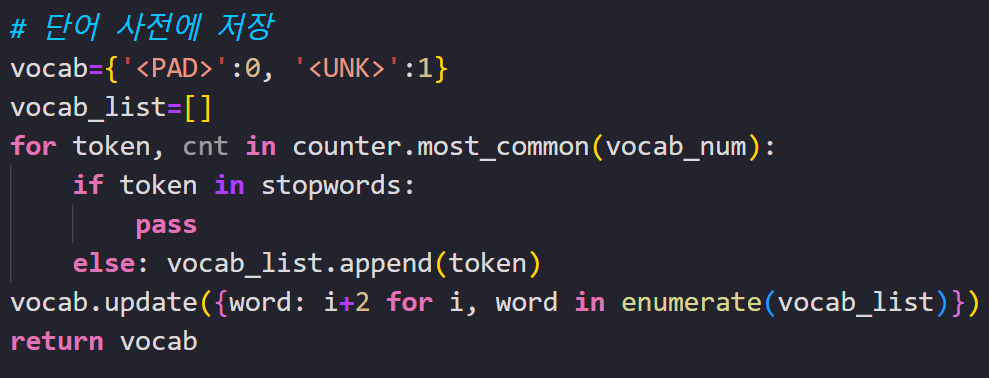 # 단어 사전에 저장
vocab={'<PAD>':0, '<UNK>':1}
vocab_list=[]
for token, cnt in counter.most_common(vocab_num):
    if token in stopwords:
        pass
    else: vocab_list.append(token)
vocab.update({word: i+2 for i, word in enumerate(vocab_list)})
return vocab